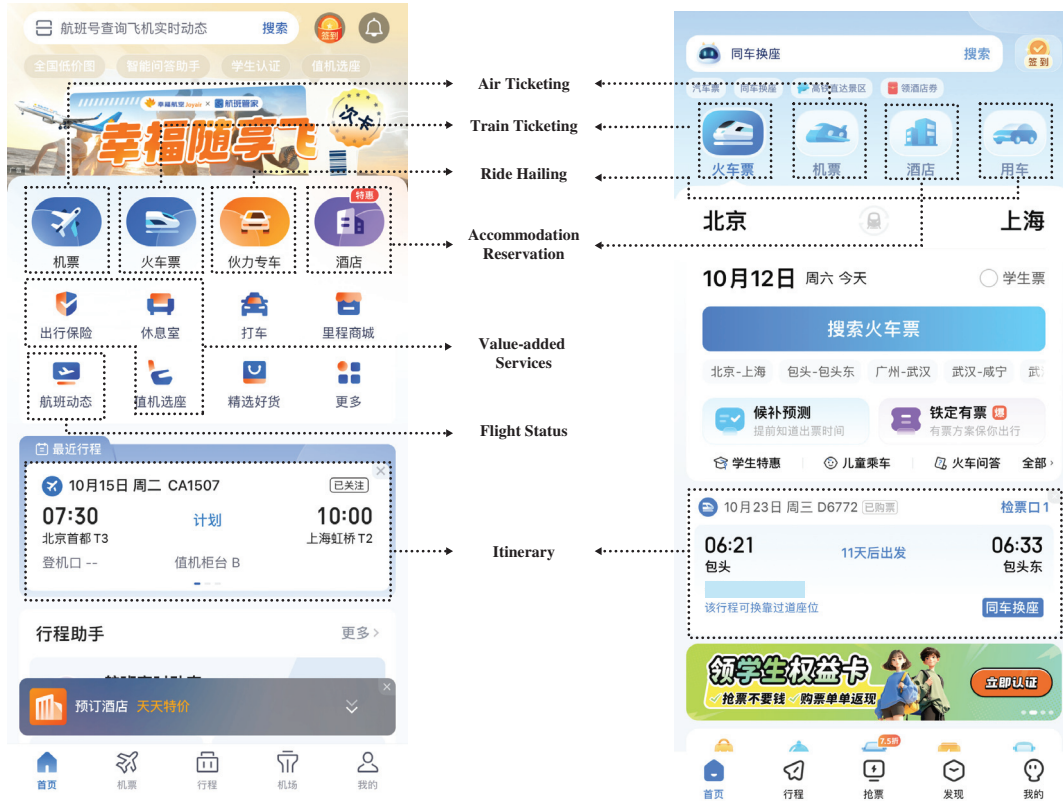 航班号查询飞机实时动态
搜索
签到
全国低价图
智能问答助手
学生认证
值机选座
幸福航空 Joyair × 航班管家
幸福随享飞
次卡
特惠
机票
火车票
伙力专车
酒店
出行保险
休息室
打车
里程商城
航班动态
值机选座
精选好货
更多
最近行程
10月15日 周二 CA1507
已关注
07:30
计划
10:00
北京首都 T3
上海虹桥 T2
登机口 --
值机柜台 B
行程助手
更多 >
预订酒店 天天特价
首页
机票
行程
机场
我的
Air Ticketing
Train Ticketing
Ride Hailing
Accommodation
Reservation
Value-added
Services
Flight Status
Itinerary
同车换座
搜索
签到
汽车票
同车换座
高铁直达景区
领酒店券
火车票
机票
酒店
用车
北京
上海
10月12日 周六 今天
学生票
搜索火车票
北京-上海
包头-包头东
广州-武汉
武汉-咸宁
候补预测
提前知道出票时间
铁定有票 爆
有票方案保你出行
学生特惠
儿童乘车
火车问答
全部 >
10月23日 周三 D6772 已购票
检票口 1
06:21
11天后出发
06:33
包头
包头东
该行程可换靠过道座位
同车换座
领学生权益卡
抢票不要钱 购票单单返现
立即认证
7.5折
首页
行程
抢票
发现
我的